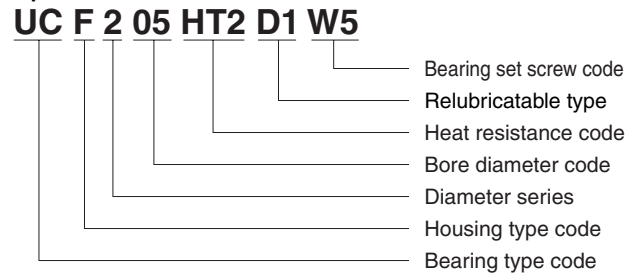 UC F 2 05 HT2 D1 W5
Bearing set screw code
Relubricatable type
Heat resistance code
Bore diameter code
Diameter series
Housing type code
Bearing type code